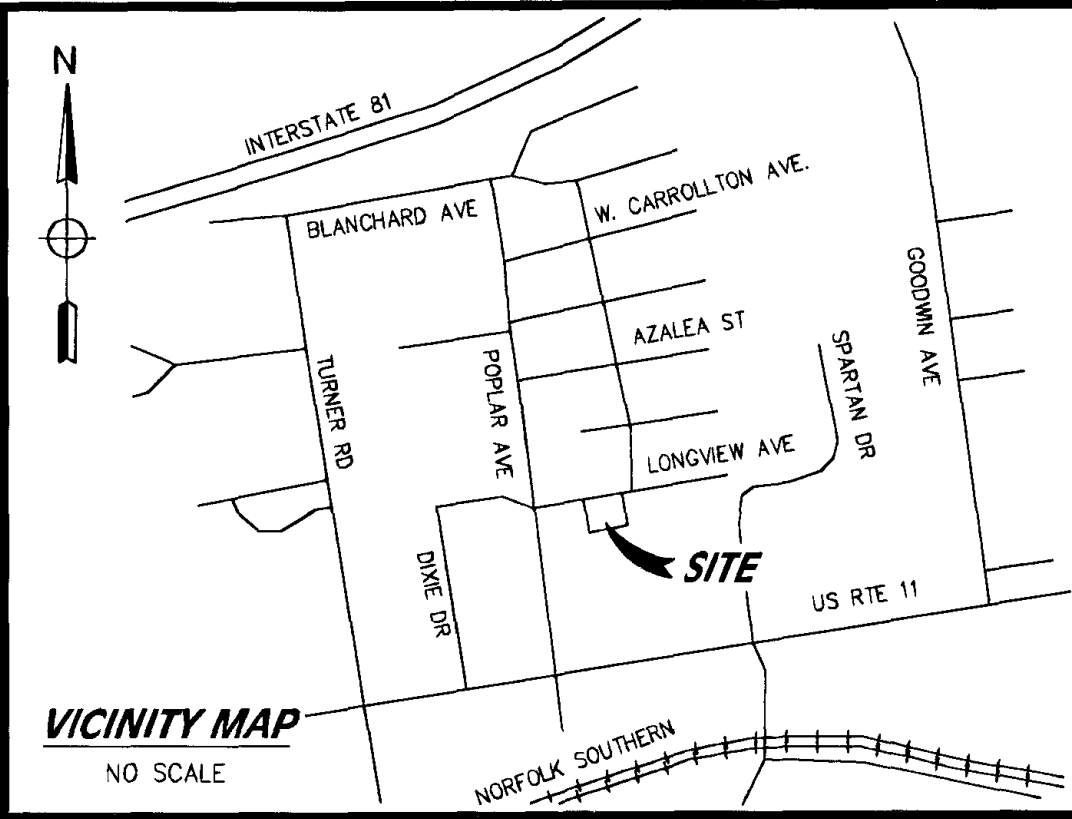 N
INTERSTATE 81
BLANCHARD AVE
W. CARROLLTON AVE.
AZALEA ST
GOODWIN AVE
SPARTAN DR
TURNER RD
POPLAR AVE
LONGVIEW AVE
DIXIE DR
SITE
US RTE 11
VICINITY MAP
NO SCALE
NORFOLK SOUTHERN